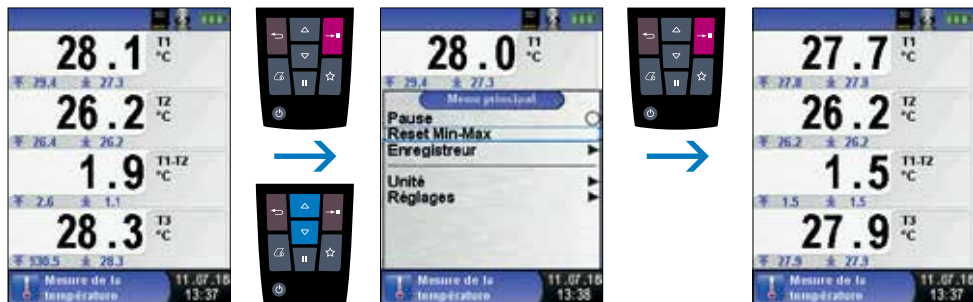 28.1 T1 °C
29.4 27.3
26.2 T2 °C
26.4 26.2
1.9 T1-T2 °C
2.6 1.1
28.3 T3 °C
28.3
Mesure de la température
11.07.16
13:37
28.0 T1 °C
29.4 27.3
Menu principal
Pause
Reset Min-Max
Enregistreur
Unité
Réglages
Mesure de la température
11.07.16
13:38
27.7 T1 °C
27.8 27.8
26.2 T2 °C
26.2 26.2
1.5 T1-T2 °C
1.5 1.5
27.9 T3 °C
27.9 27.9
Mesure de la température
11.07.16
13:37